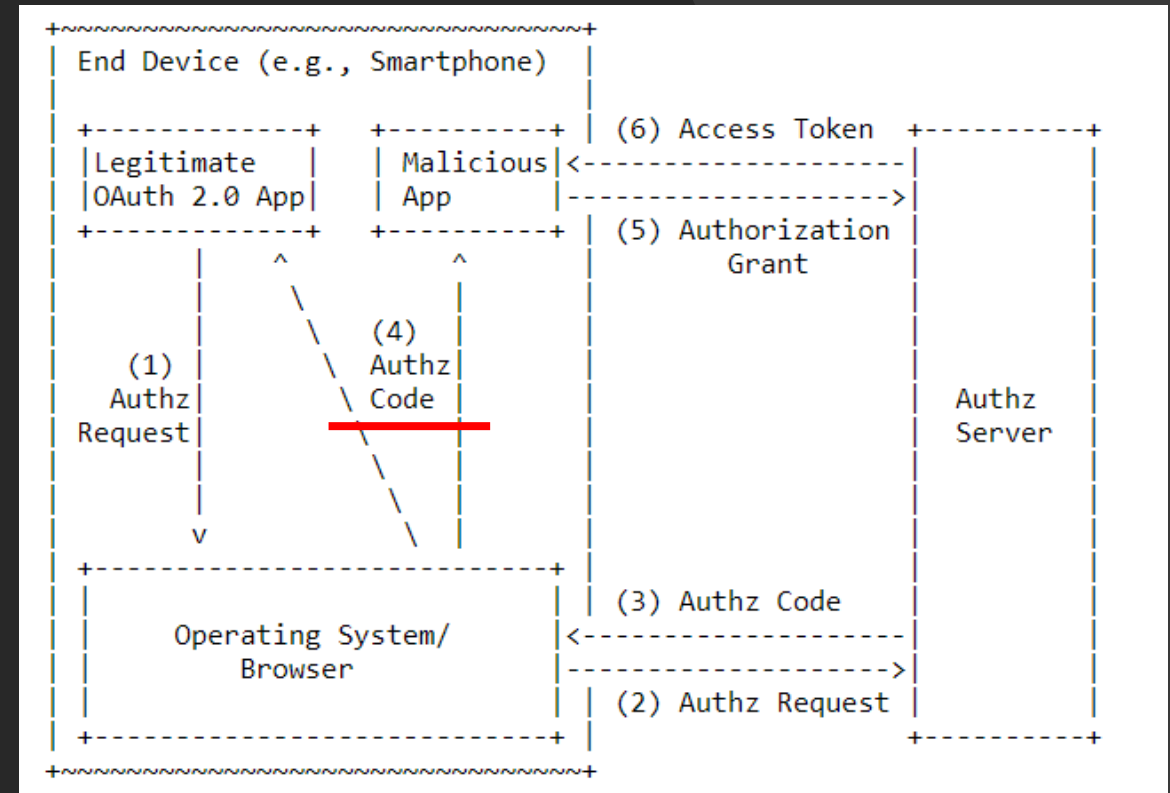 End Device (e.g., Smartphone)
(6) Access Token
Legitimate
OAuth 2.0 App
Malicious
App
(5) Authorization
Grant
(4)
Authz
Code
(1)
Authz
Request
Authz
Server
(3) Authz Code
Operating System/
Browser
(2) Authz Request